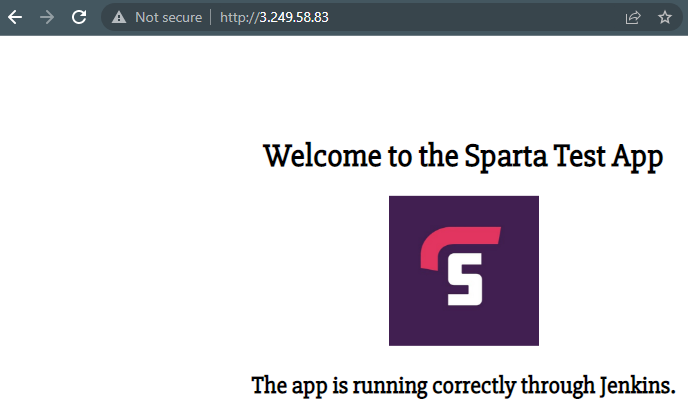 Not secure | http://3.249.58.83
Welcome to the Sparta Test App
S
The app is running correctly through Jenkins.